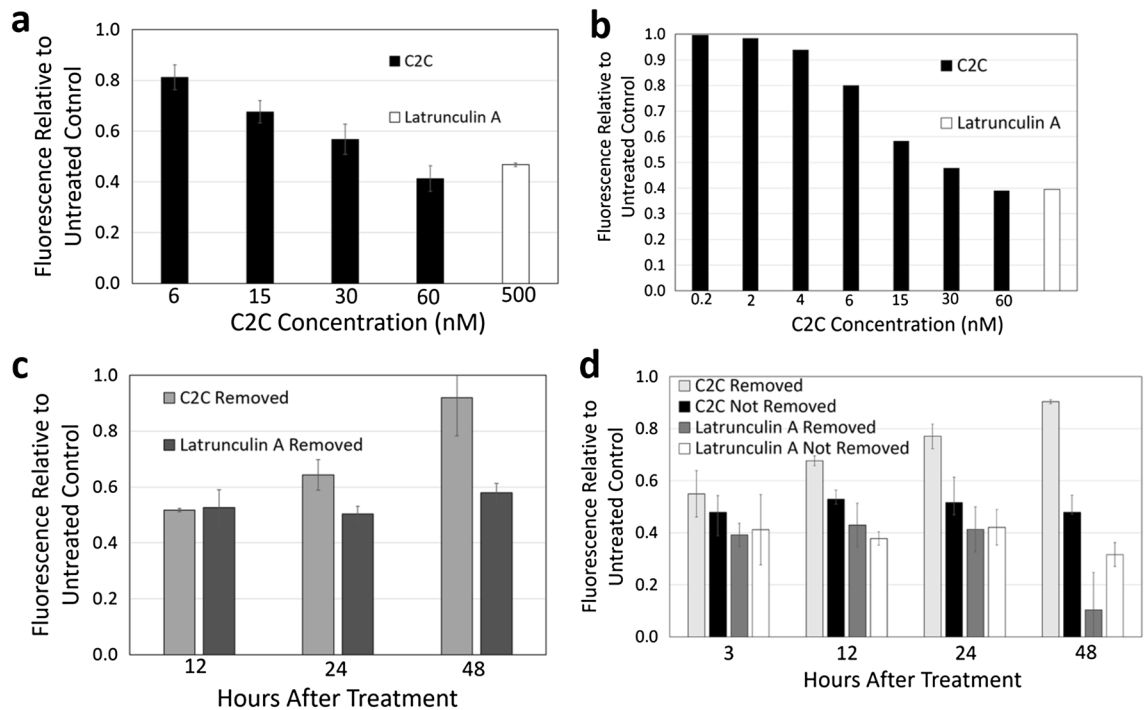 a
Fluorescence Relative to
Untreated Cotnrol
1.0
0.8
0.6
0.4
0.2
0.0
C2C
Latrunculin A
6 15 30 60 500
C2C Concentration (nM)
b
Fluorescence Relative to
Untreated Control
1.0
0.9
0.8
0.7
0.6
0.5
0.4
0.3
0.2
0.1
0.0
C2C
Latrunculin A
0.2 2 4 6 15 30 60
C2C Concentration (nM)
c
Fluorescence Relative to
Untreated Control
1.0
0.8
0.6
0.4
0.2
0.0
C2C Removed
Latrunculin A Removed
12 24 48
Hours After Treatment
d
Fluorescence Relative to
Untreated Control
1.0
0.8
0.6
0.4
0.2
0.0
C2C Removed
C2C Not Removed
Latrunculin A Removed
Latrunculin A Not Removed
3 12 24 48
Hours After Treatment